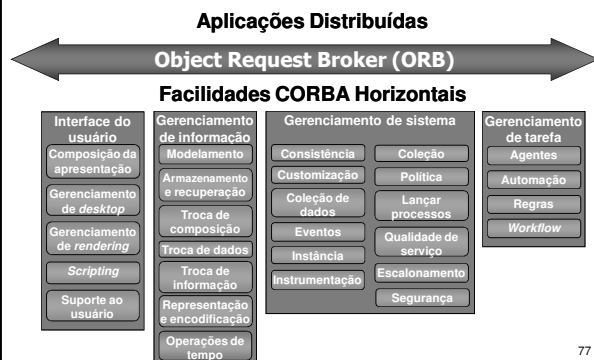 Aplicações Distribuídas
Object Request Broker (ORB)
Facilidades CORBA Horizontais
Interface do
usuário
Composição da
apresentação
Gerenciamento
de desktop
Gerenciamento
de rendering
Scripting
Suporte ao
usuário
Gerenciamento
de informação
Modelamento
Armazenamento
e recuperação
Troca de
composição
Troca de dados
Troca de
informação
Representação
e encodificação
Operações de
tempo
Gerenciamento de sistema
Consistência
Customização
Coleção de
dados
Eventos
Instância
Instrumentação
Coleção
Política
Lançar
processos
Qualidade de
serviço
Escalonamento
Segurança
Gerenciamento
de tarefa
Agentes
Automação
Regras
Workflow
77